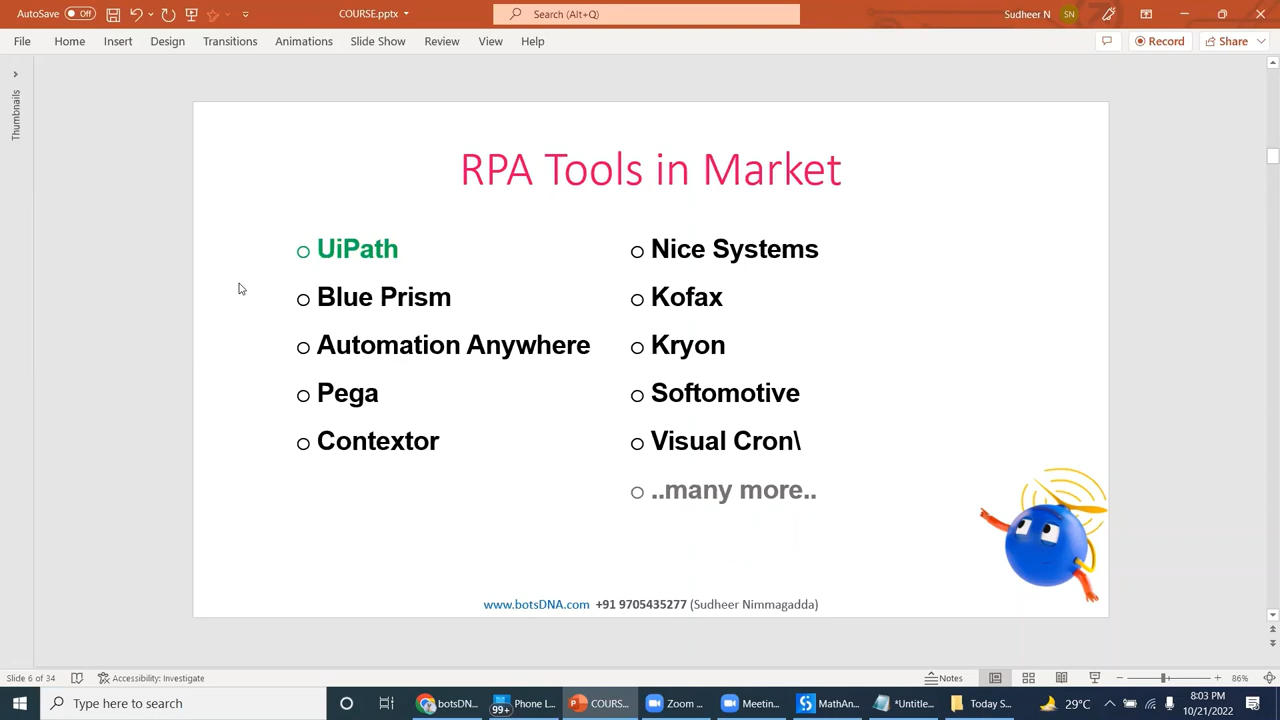 AutoSave Off COURSE.pptx Search (Alt+Q) Sudheer N SN
File Home Insert Design Transitions Animations Slide Show Review View Help Record Share
Thumbnails
RPA Tools in Market
UiPath
Blue Prism
Automation Anywhere
Pega
Contextor
Nice Systems
Kofax
Kryon
Softomotive
Visual Cron\
..many more..
www.botsDNA.com +91 9705435277 (Sudheer Nimmagadda)
Slide 6 of 34 Accessibility: Investigate Notes 86%
Type here to search botsDN... 99+ Phone L... COURS... Zoom ... Meetin... MathAn... *Untitle... Today S... 29°C 8:03 PM
10/21/2022